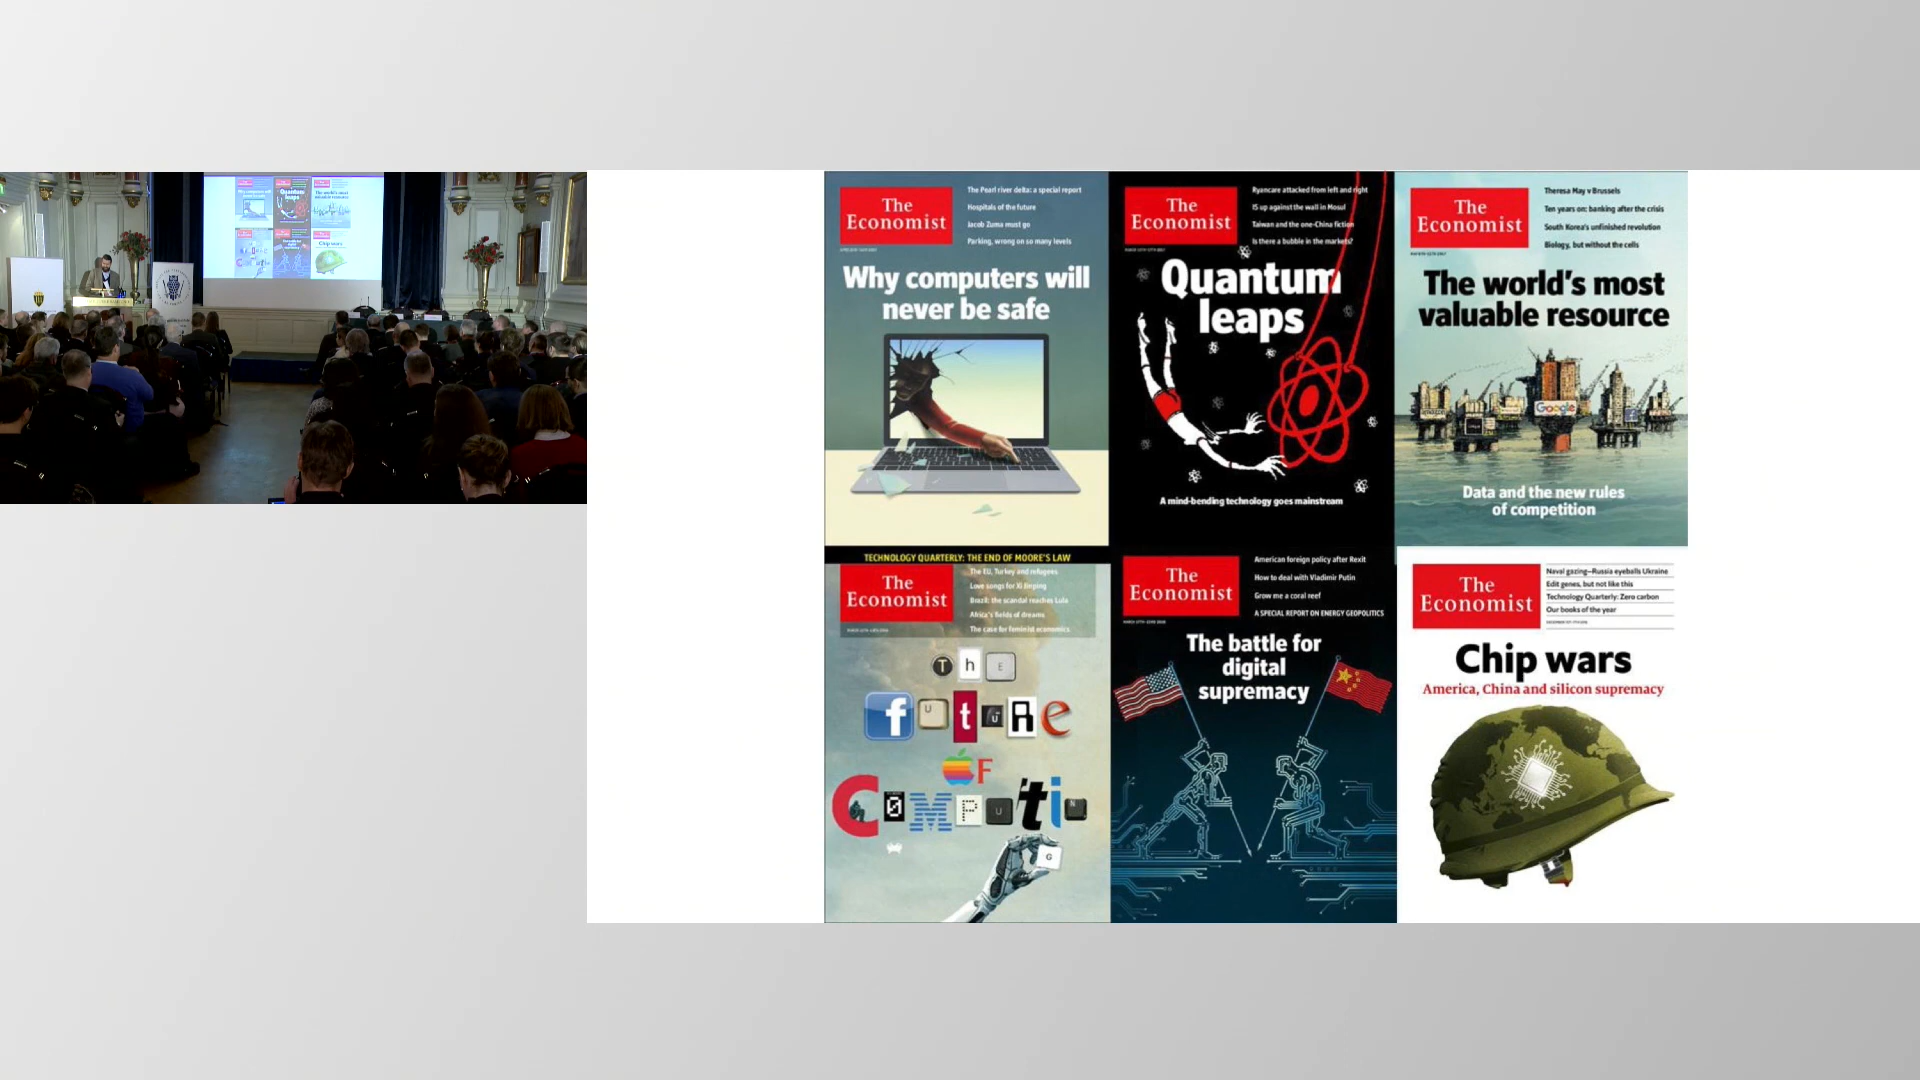 The
Economist
The Pearl river delta: a special report
Hospitals of the future
Jacob Zuma must go
Parking, wrong on so many levels
Why computers will
never be safe
The
Economist
Ryancare attacked from left and right
IS up against the wall in Mosul
Taiwan and the one-China fiction
Is there a bubble in the markets?
Quantum
leaps
A mind-bending technology goes mainstream
The
Economist
Theresa May v Brussels
Ten years on: banking after the crisis
South Korea's unfinished revolution
Biology, but without the cells
The world's most
valuable resource
Google
Data and the new rules
of competition
TECHNOLOGY QUARTERLY: THE END OF MOORE'S LAW
The
Economist
The EU, Turkey and refugees
Love songs for Xi Jinping
Brazil: the scandal reaches Lula
Africa's fields of dreams
The case for feminist economics
ThE
futuRe
OF
C0MPUtiN
G
The
Economist
American foreign policy after Rexit
How to deal with Vladimir Putin
Grow me a coral reef
A SPECIAL REPORT ON ENERGY GEOPOLITICS
The battle for
digital
supremacy
The
Economist
Naval gazing—Russia eyeballs Ukraine
Edit genes, but not like this
Technology Quarterly: Zero carbon
Our books of the year
Chip wars
America, China and silicon supremacy